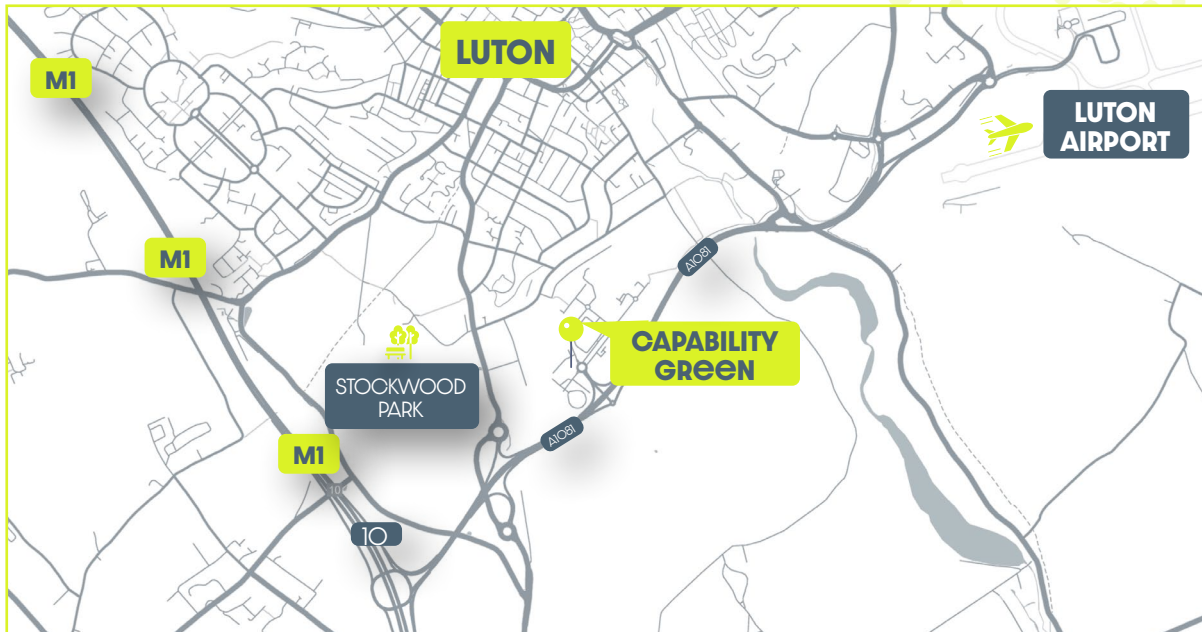 LUTON
M1
LUTON
AIRPORT
M1
A1081
CAPABILITY
GREEN
STOCKWOOD
PARK
A1081
M1
10